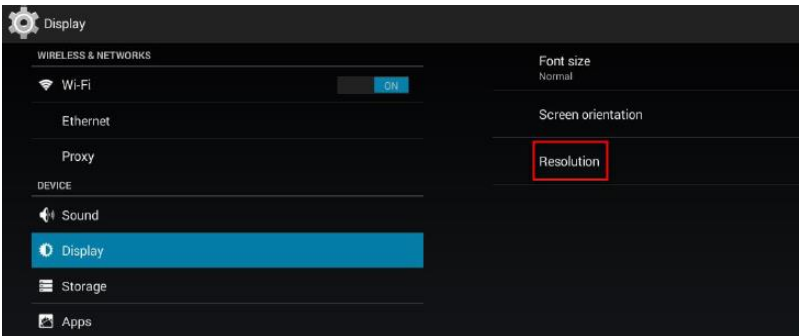 Display
WIRELESS & NETWORKS
Wi-Fi
ON
Ethernet
Proxy
DEVICE
Sound
Display
Storage
Apps
Font size
Normal
Screen orientation
Resolution